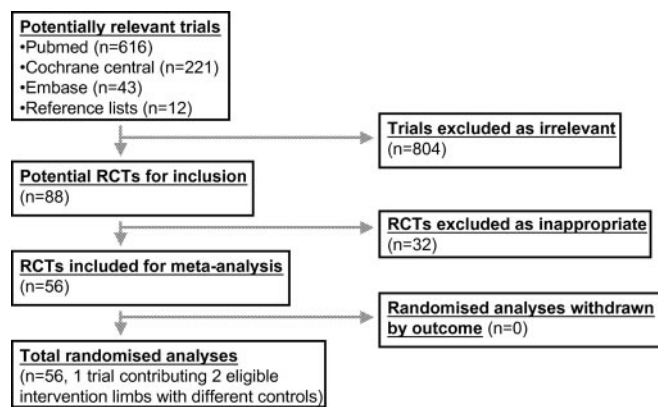 Potentially relevant trials
•Pubmed (n=616)
•Cochrane central (n=221)
•Embase (n=43)
•Reference lists (n=12)
Trials excluded as irrelevant
(n=804)
Potential RCTs for inclusion
(n=88)
RCTs excluded as inappropriate
(n=32)
RCTs included for meta-analysis
(n=56)
Randomised analyses withdrawn
by outcome (n=0)
Total randomised analyses
(n=56, 1 trial contributing 2 eligible
intervention limbs with different controls)